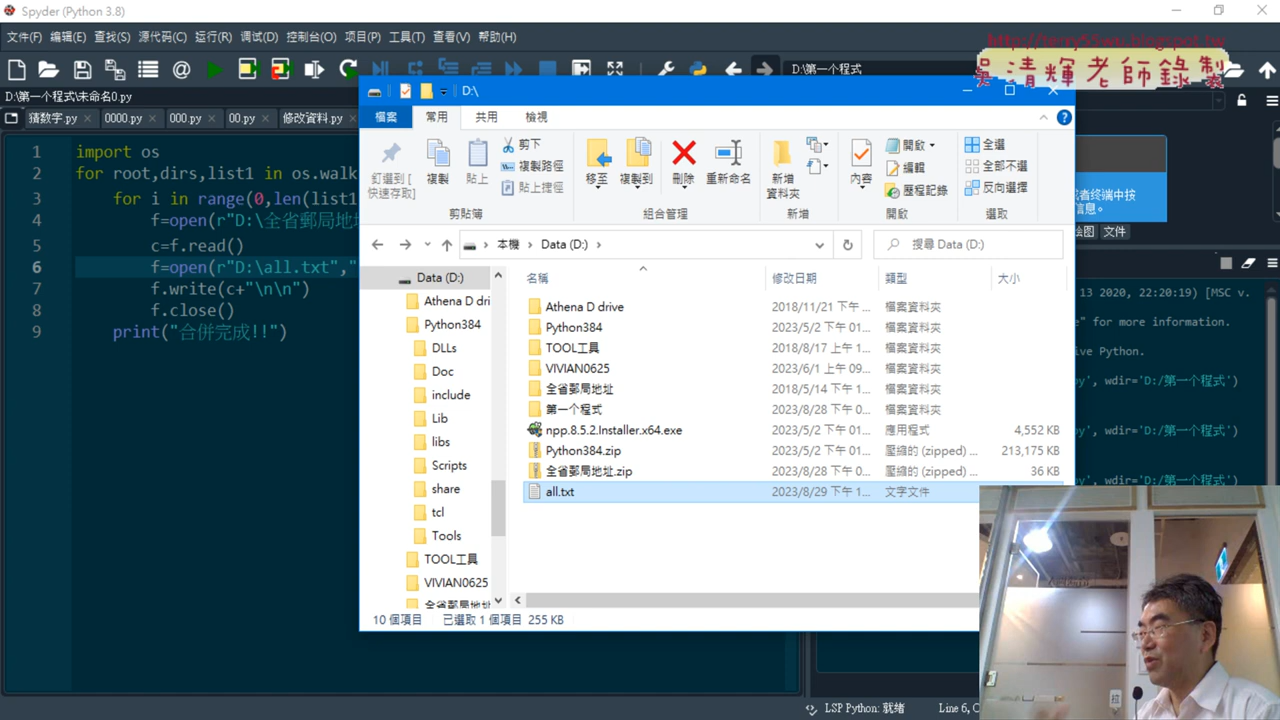 Spyder (Python 3.8)
文件(F) 编辑(E) 查找(S) 源代码(C) 运行(R) 调试(D) 控制台(O) 项目(P) 工具(T) 查看(V) 帮助(H)
http://terry55wu.blogspot.tw
吳清輝老師錄製
D:\第一个程式
D:\第一个程式\未命名0.py
猜数字.py 0000.py 000.py 00.py 修改資料.py
1 import os
2 for root,dirs,list1 in os.walk
3 for i in range(0,len(list1
4 f=open(r"D:\全省郵局地址
5 c=f.read()
6 f=open(r"D:\all.txt","
7 f.write(c+"\n\n")
8 f.close()
9 print("合併完成!!")
D:\
檔案 常用 共用 檢視
釘選到 [快速存取]
複製
貼上
剪下
複製路徑
貼上捷徑
剪貼簿
移至
複製到
刪除
重新命名
組合管理
新增資料夾
新增
內容
開啟
編輯
歷程記錄
開啟
全選
全部不選
反向選擇
選取
本機 Data (D:)
搜尋 Data (D:)
Data (D:)
Athena D dri
Python384
DLLs
Doc
include
Lib
libs
Scripts
share
tcl
Tools
TOOL工具
VIVIAN0625
全省郵局地址
名稱 修改日期 類型 大小
Athena D drive 2018/11/21 下午 ... 檔案資料夾
Python384 2023/5/2 下午 01... 檔案資料夾
TOOL工具 2018/8/17 上午 1... 檔案資料夾
VIVIAN0625 2023/6/1 上午 09... 檔案資料夾
全省郵局地址 2018/5/14 下午 1... 檔案資料夾
第一个程式 2023/8/28 下午 0... 檔案資料夾
npp.8.5.2.Installer.x64.exe 2023/5/2 下午 01... 應用程式 4,552 KB
Python384.zip 2023/5/2 下午 01... 壓縮的 (zipped) ... 213,175 KB
全省郵局地址.zip 2023/8/28 下午 0... 壓縮的 (zipped) ... 36 KB
all.txt 2023/8/29 下午 1... 文字文件
10 個項目 已選取 1 個項目 255 KB
或者终端中按
信息。
绘图 文件
13 2020, 22:20:19) [MSC v.
e" for more information.
ive Python.
py', wdir='D:/第一个程式')
py', wdir='D:/第一个程式')
py', wdir='D:/第一个程式')
LSP Python: 就绪 Line 6, C